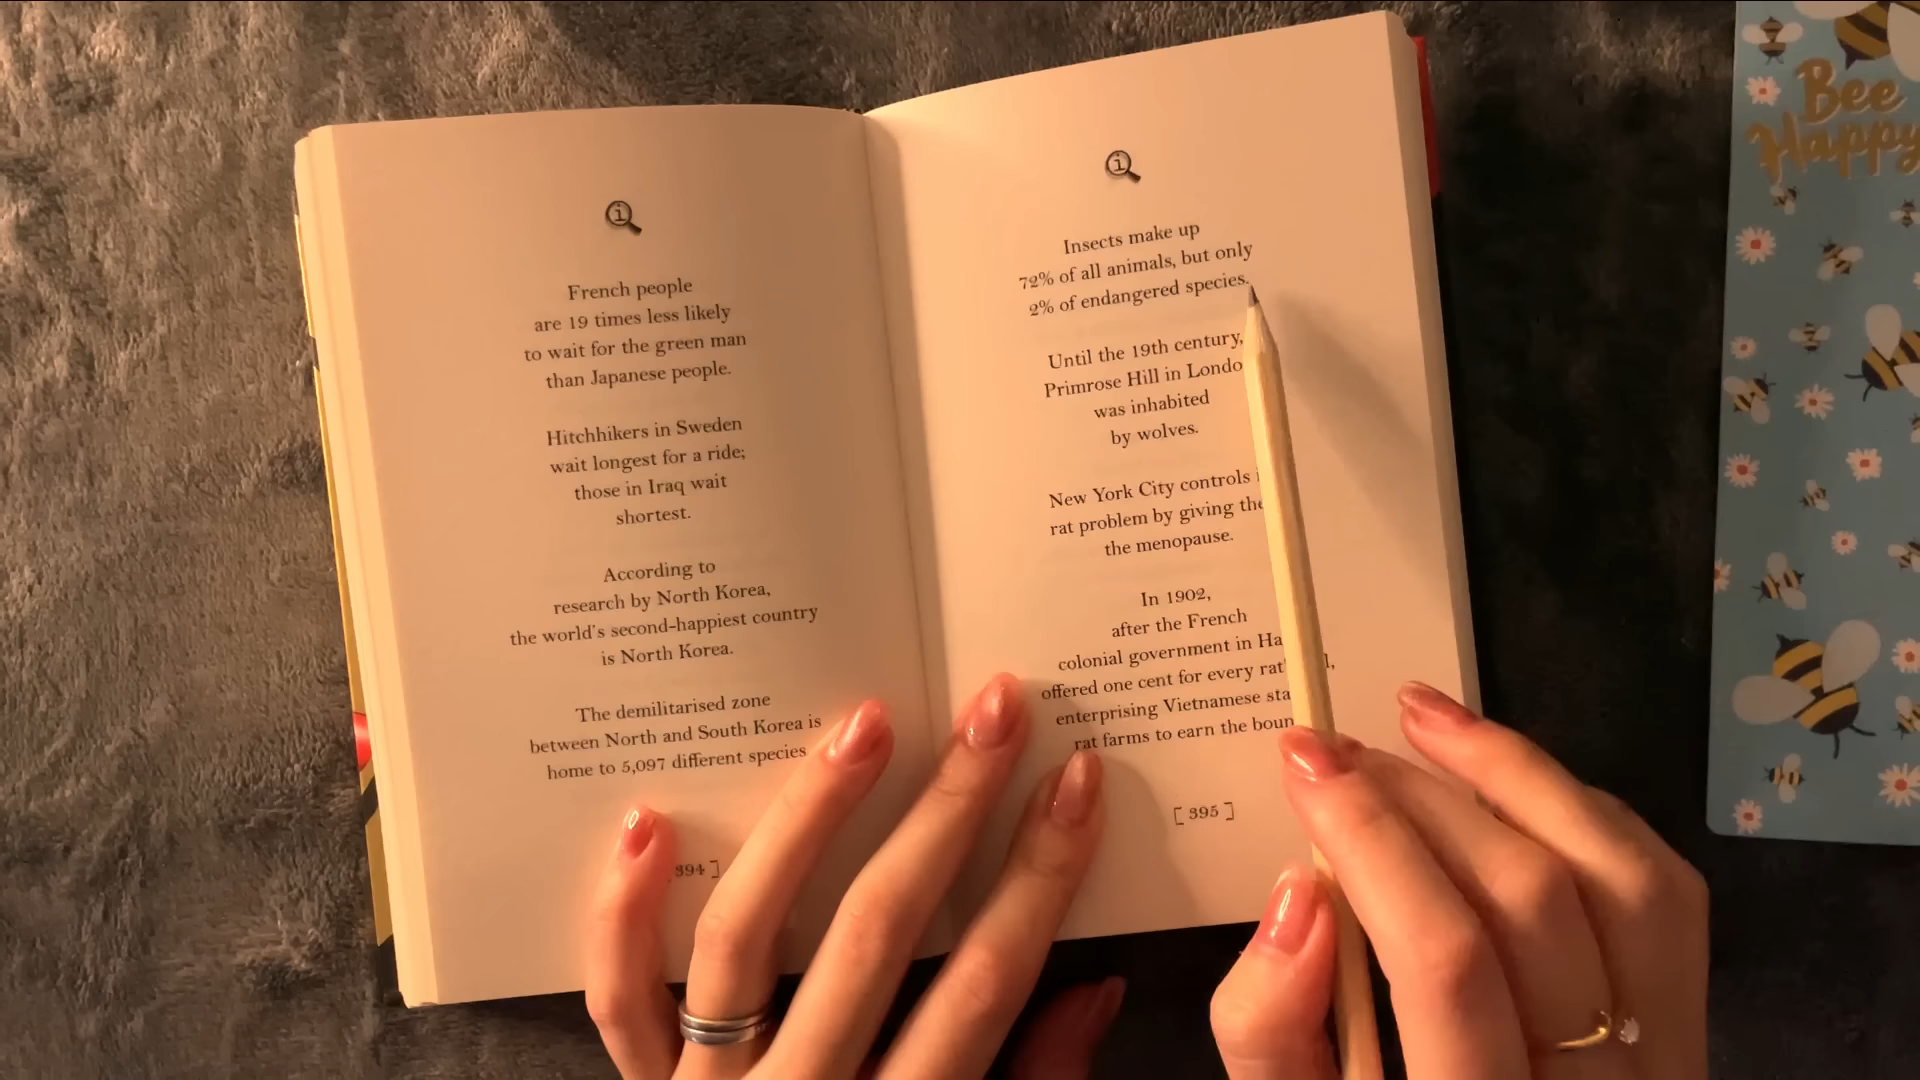 French people
are 19 times less likely
to wait for the green man
than Japanese people.
Hitchhikers in Sweden
wait longest for a ride;
those in Iraq wait
shortest.
According to
research by North Korea,
the world's second-happiest country
is North Korea.
The demilitarised zone
between North and South Korea is
home to 5,097 different species
394 ]
Insects make up
72% of all animals, but only
2% of endangered species.
Until the 19th century,
Primrose Hill in
was inhabited
by wolves.
New York City controls
rat problem by giving
the menopause.
In 1902,
after the French
colonial government in
offered one cent for every
enterprising Vietnamese
rat farms to earn the
[ 395 ]
Bee
Happy